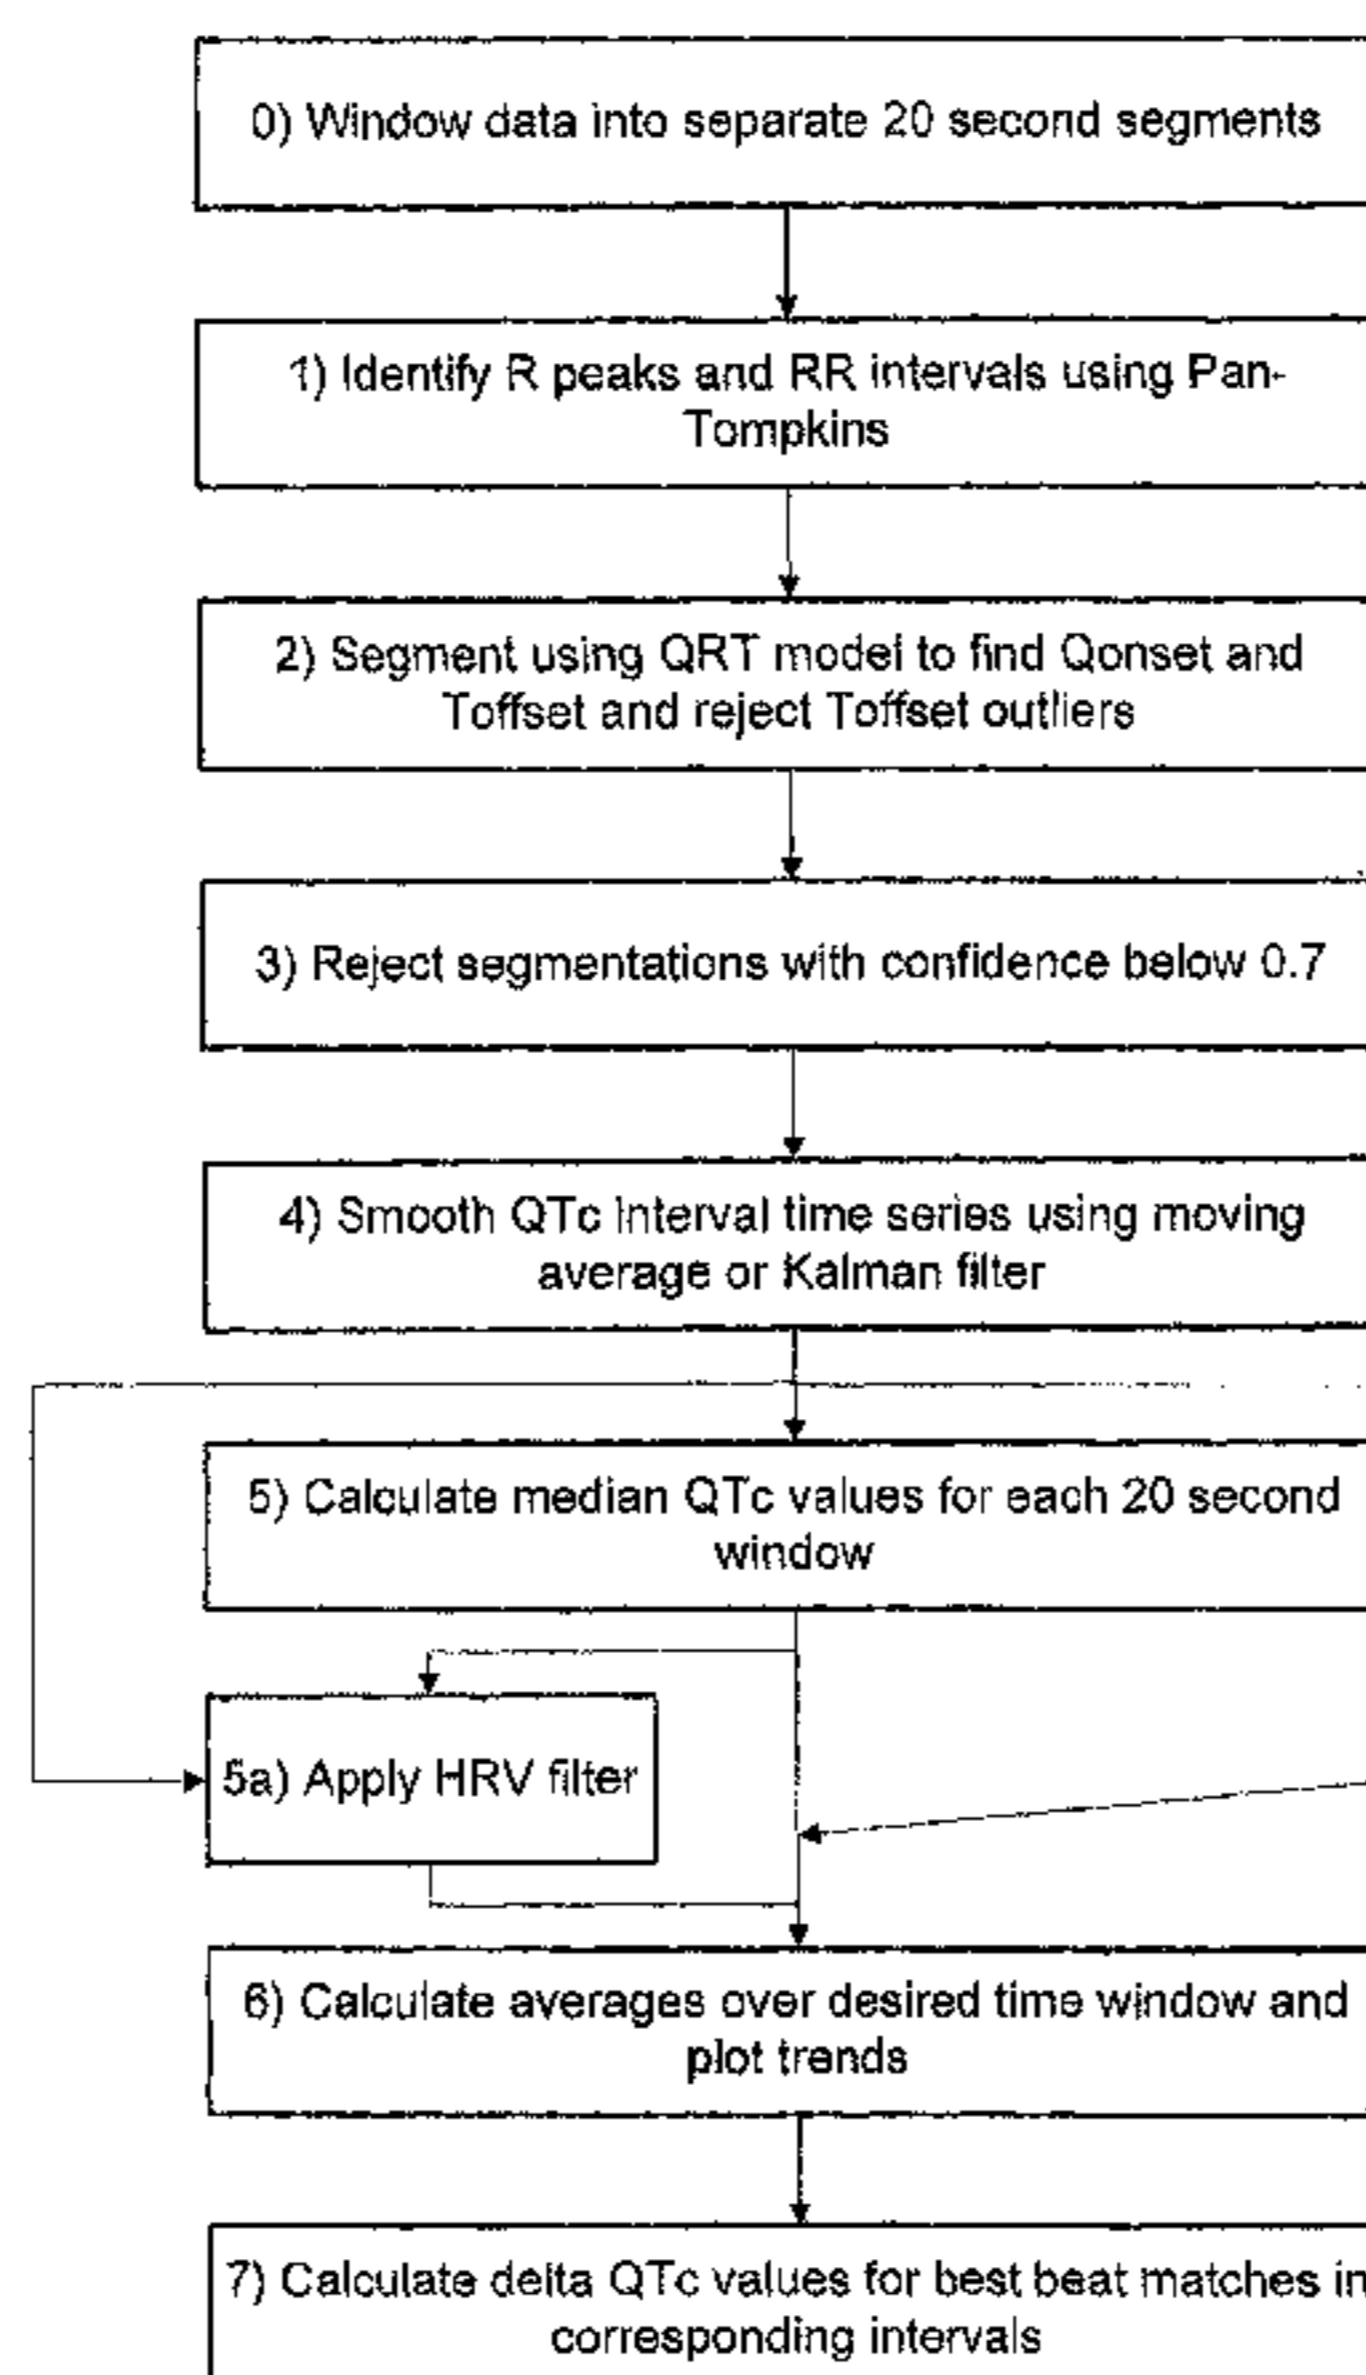 0) Window data into separate 20 second segments
1) Identify R peaks and RR intervals using Pan-
Tompkins
2) Segment using QRT model to find Qonset and
Toffset and reject Toffset outliers
3) Reject segmentations with confidence below 0.7
4) Smooth QTc Interval time series using moving
average or Kalman filter
5) Calculate median QTc values for each 20 second
window
5a) Apply HRV filter
6) Calculate averages over desired time window and
plot trends
7) Calculate delta QTc values for best beat matches in
corresponding intervals